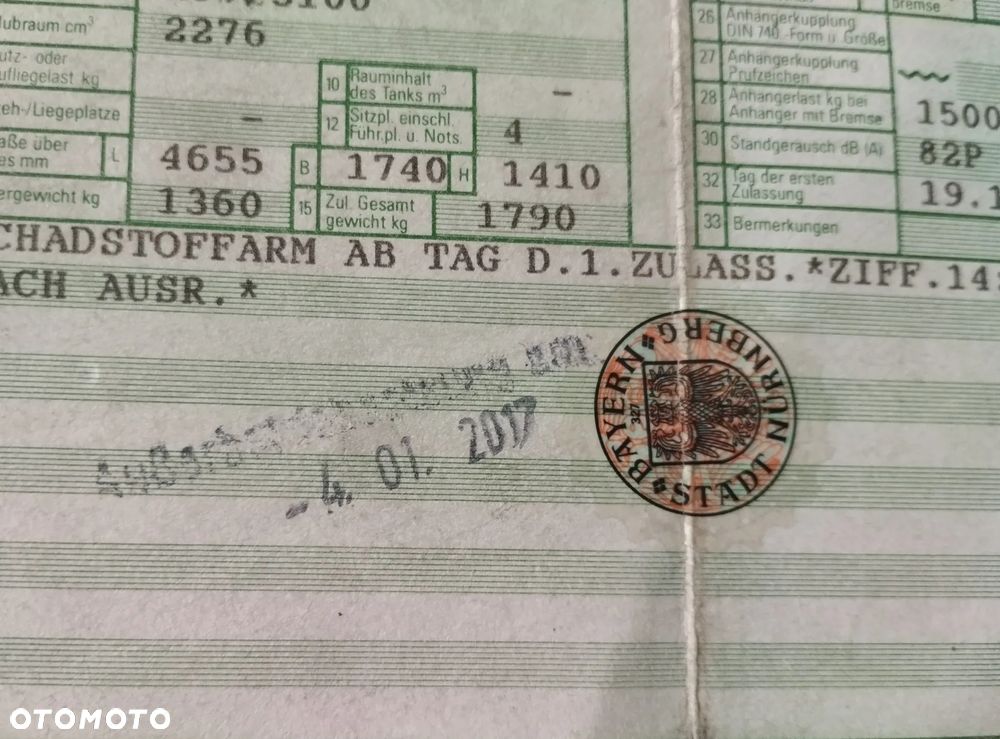 Bremse
ubraum cm³ 2276
26 Anhängerkupplung DIN 740 -Form u. Größe
utz- oder
ufliegelast kg
10 Rauminhalt des Tanks m³ –
27 Anhängerkupplung Prüfzeichen
eh-/Liegeplätze –
12 Sitzpl. einschl. Führ.pl. u. Nots. 4
28 Anhängerlast kg bei Anhänger mit Bremse 1500
aße über
es mm L 4655 B 1740 H 1410
30 Standgeräusch dB (A) 82P
ergewicht kg 1360
15 Zul. Gesamt gewicht kg 1790
32 Tag der ersten Zulassung 19.1
33 Bemerkungen
CHADSTOFFARM AB TAG D.1.ZULASS.*ZIFF.14:
ACH AUSR.*
am:
- 4. 01. 2017
BAYERN
STADT NÜRNBERG
327
OTOMOTO